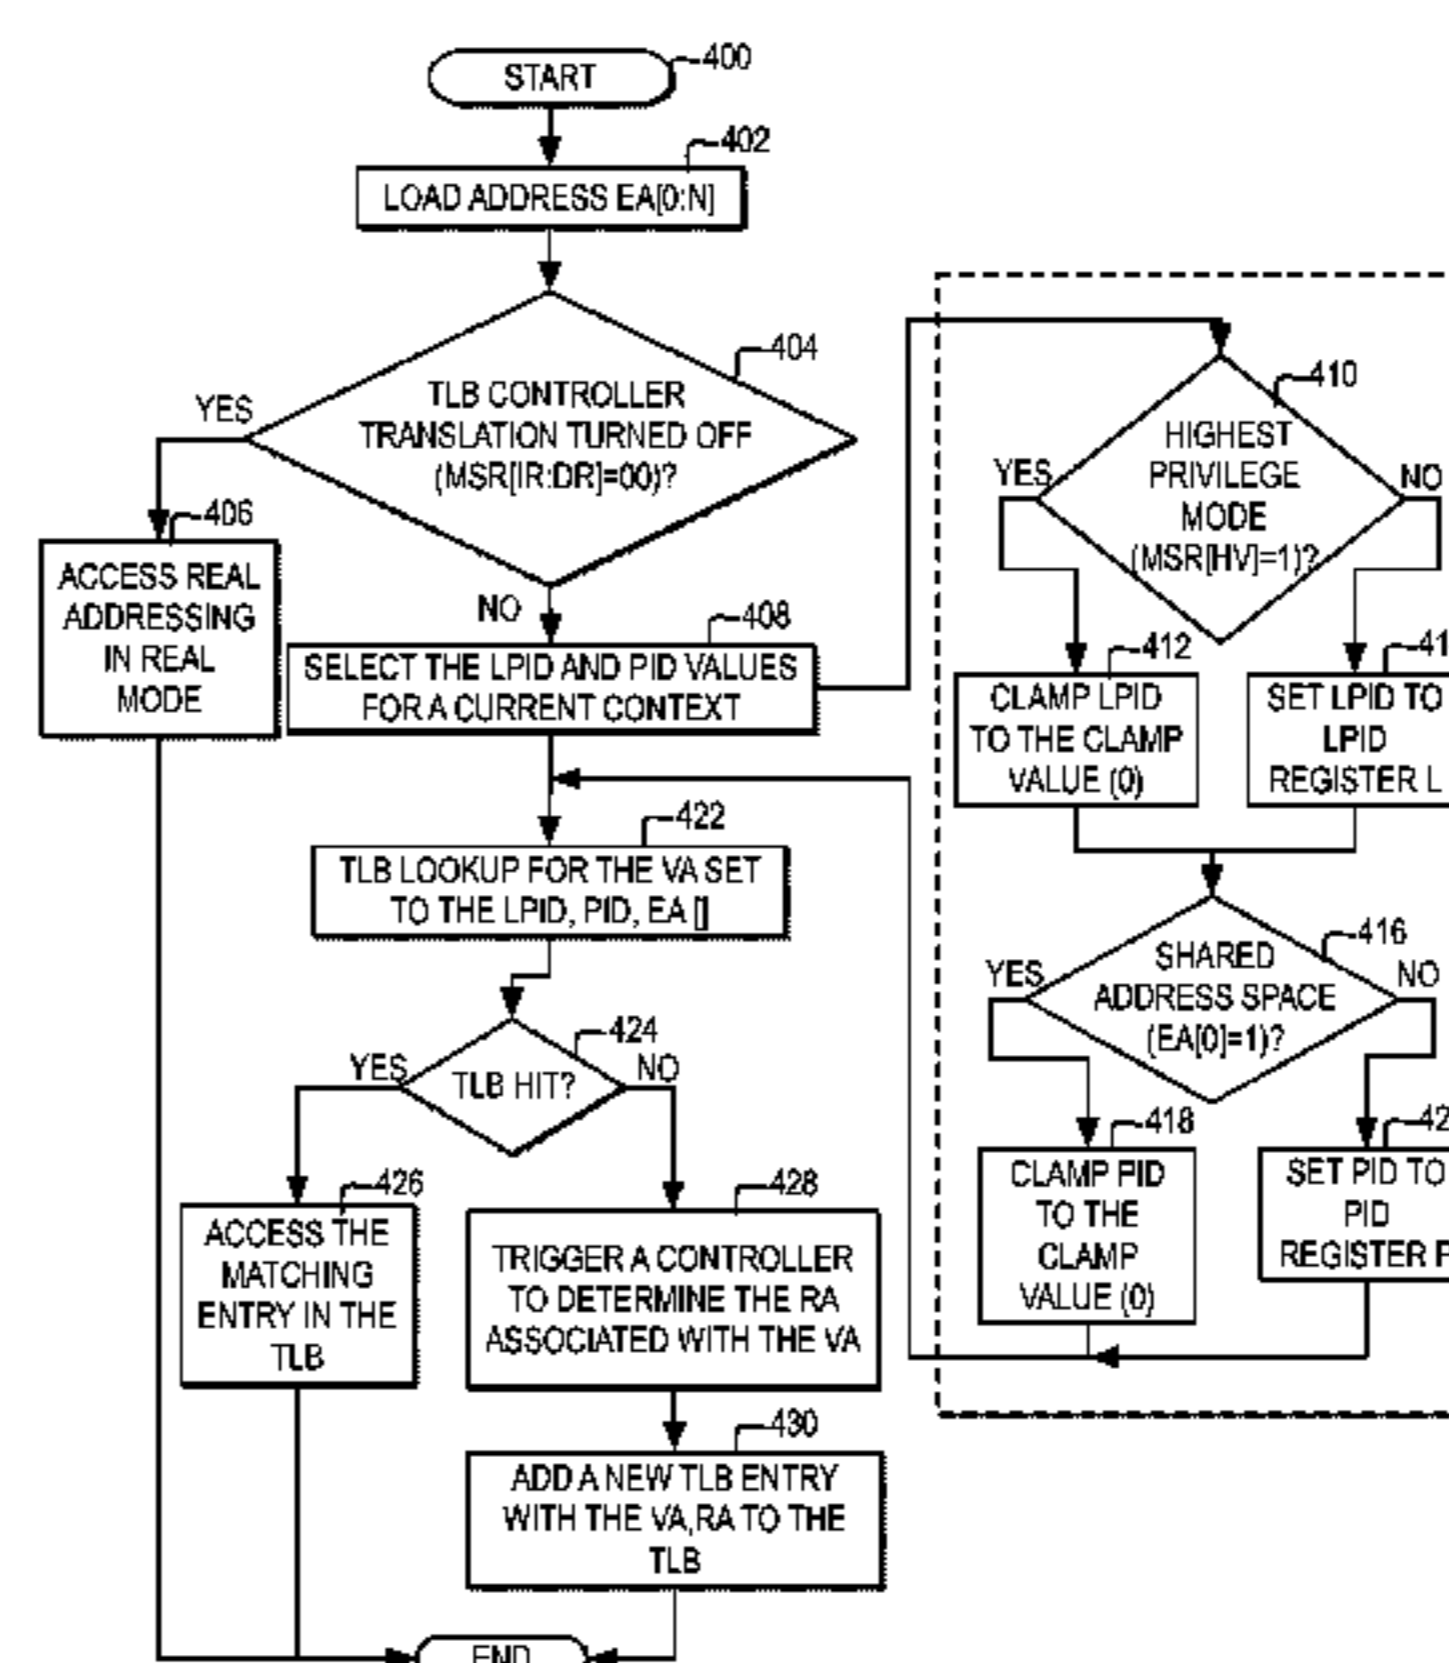 START
400
402
LOAD ADDRESS EA[0:N]
404
TLB CONTROLLER
TRANSLATION TURNED OFF
(MSR[IR:DR]=00)?
YES
NO
406
ACCESS REAL
ADDRESSING
IN REAL
MODE
408
SELECT THE LPID AND PID VALUES
FOR A CURRENT CONTEXT
410
HIGHEST
PRIVILEGE
MODE
(MSR[HV]=1)?
YES
NO
412
CLAMP LPID
TO THE CLAMP
VALUE (0)
41
SET LPID TO
LPID
REGISTER L
416
SHARED
ADDRESS SPACE
(EA[0]=1)?
YES
NO
418
CLAMP PID
TO THE
CLAMP
VALUE (0)
42
SET PID TO
PID
REGISTER P
422
TLB LOOKUP FOR THE VA SET
TO THE LPID, PID, EA []
424
TLB HIT?
YES
NO
426
ACCESS THE
MATCHING
ENTRY IN THE
TLB
428
TRIGGER A CONTROLLER
TO DETERMINE THE RA
ASSOCIATED WITH THE VA
430
ADD A NEW TLB ENTRY
WITH THE VA,RA TO THE
TLB
END